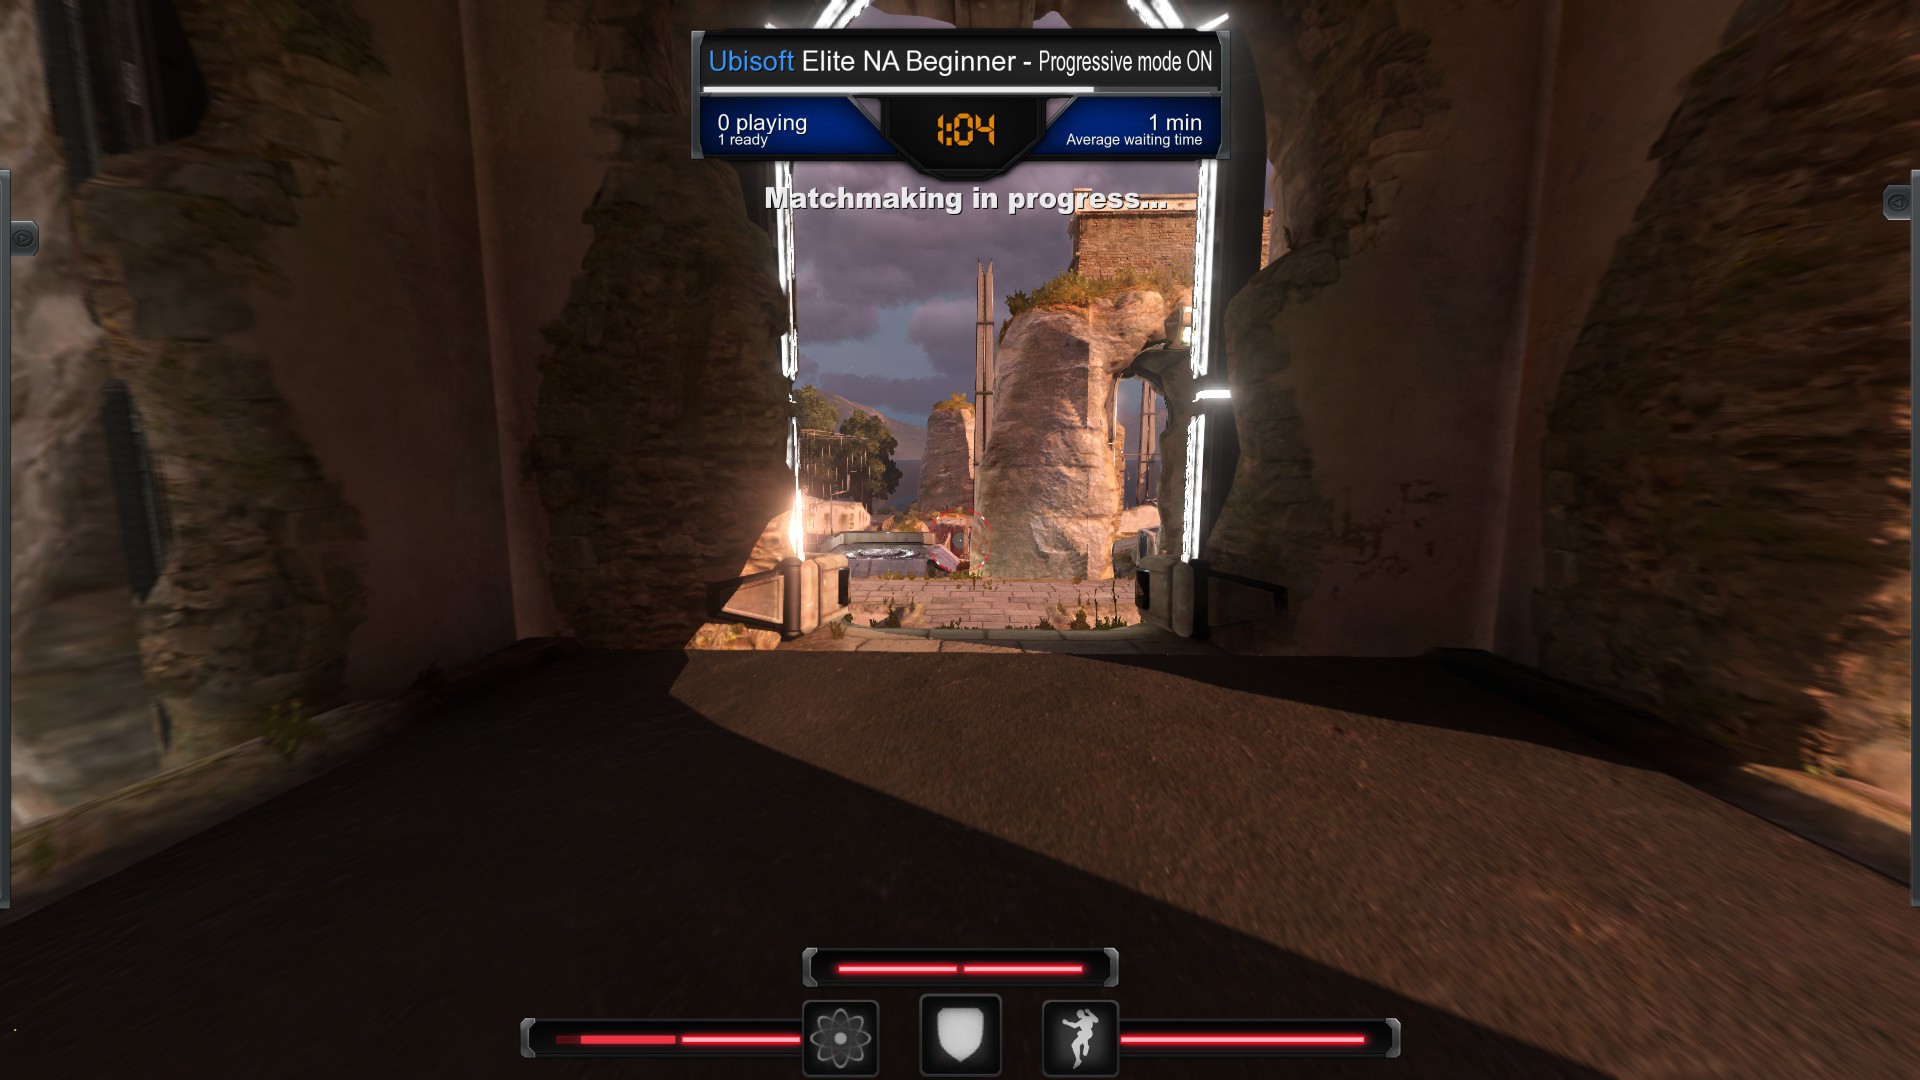 Ubisoft Elite NA Beginner - Progressive mode ON
0 playing
1 ready
1:04
1 min
Average waiting time
Matchmaking in progress...